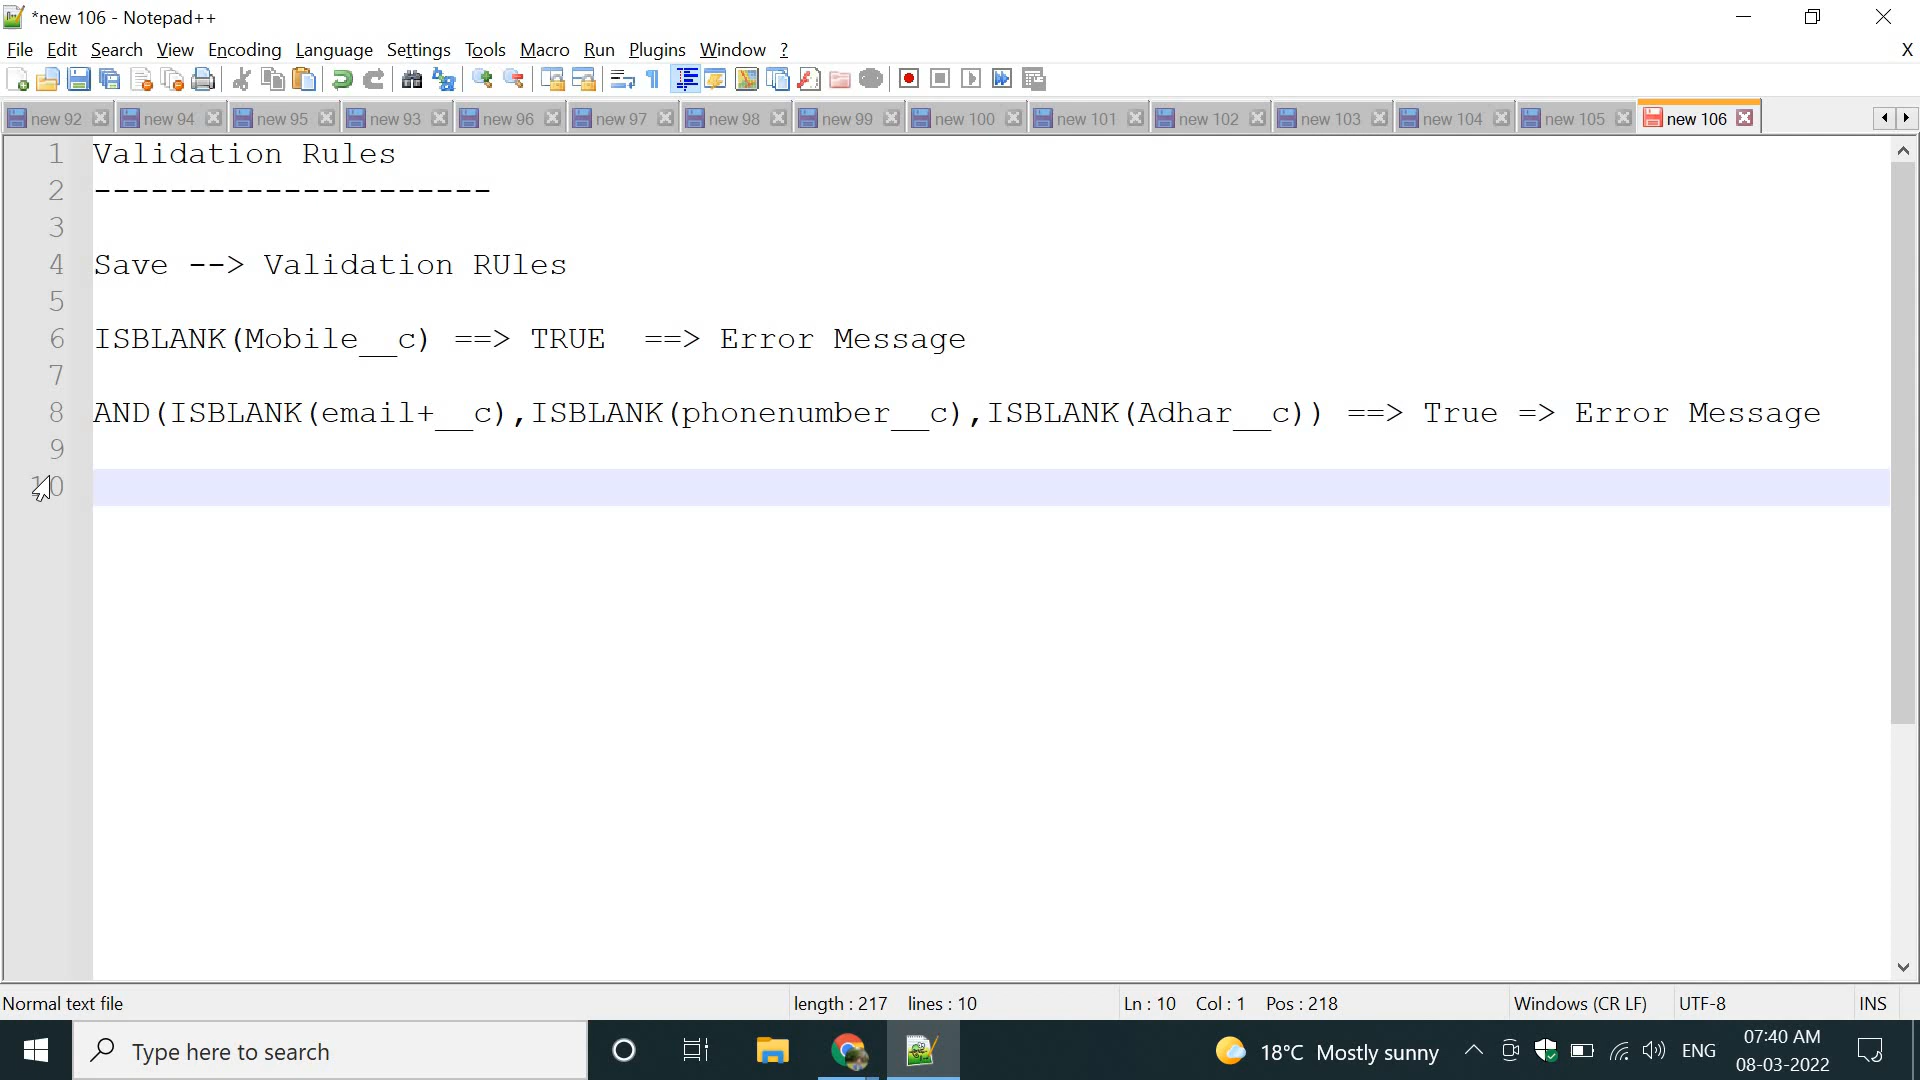 *new 106 - Notepad++
File Edit Search View Encoding Language Settings Tools Macro Run Plugins Window ? X
new 92 new 94 new 95 new 93 new 96 new 97 new 98 new 99 new 100 new 101 new 102 new 103 new 104 new 105 new 106
1 Validation Rules
2 ---------------------
3
4 Save --> Validation RUles
5
6 ISBLANK(Mobile__c) ==> TRUE  ==> Error Message
7
8 AND(ISBLANK(email+__c),ISBLANK(phonenumber__c),ISBLANK(Adhar__c)) ==> True => Error Message
9
10
Normal text file length : 217 lines : 10 Ln : 10 Col : 1 Pos : 218 Windows (CR LF) UTF-8 INS
Type here to search 18°C Mostly sunny ENG 07:40 AM
08-03-2022